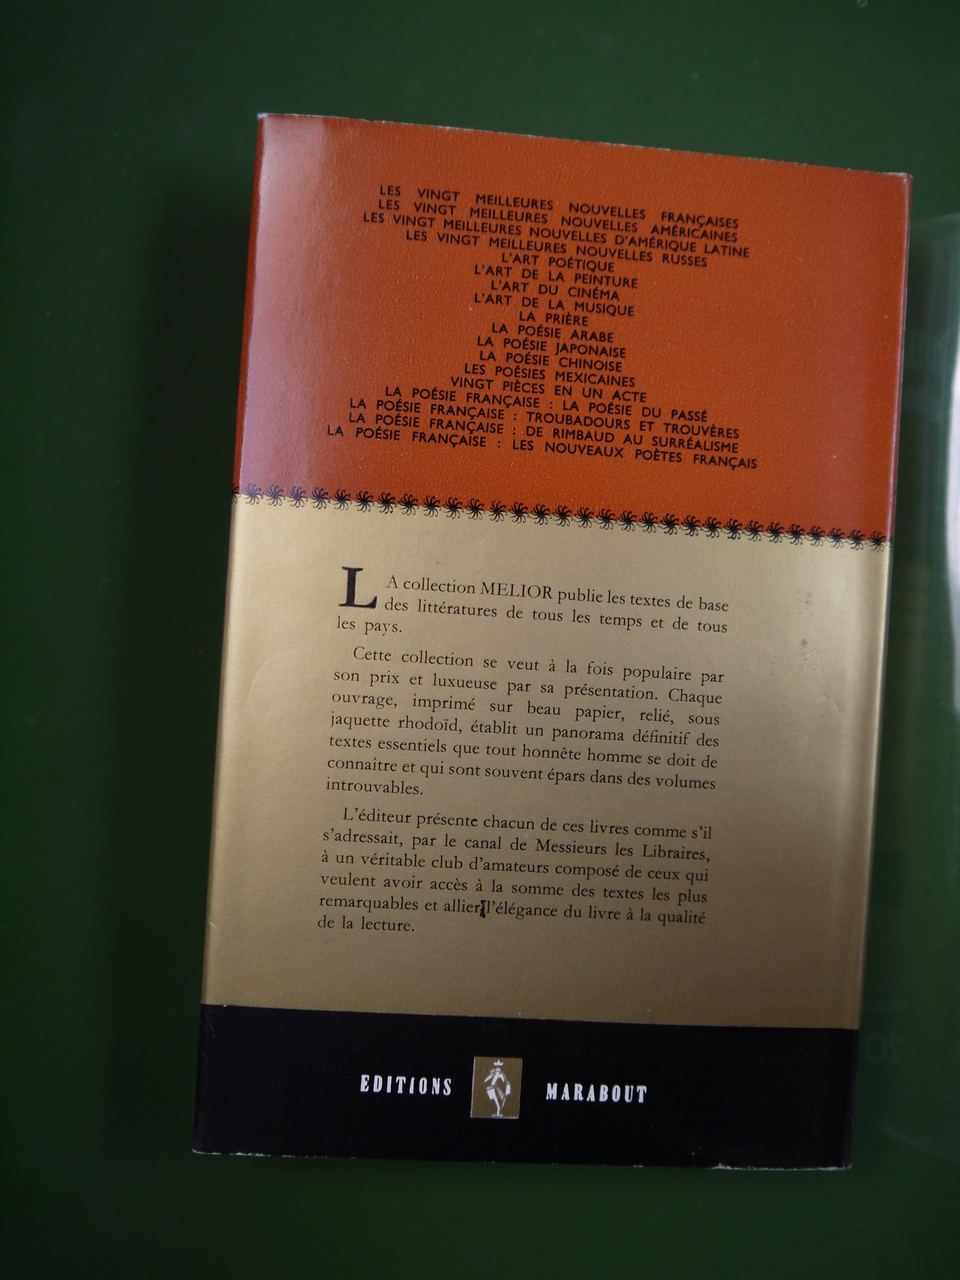 LES VINGT MEILLEURES NOUVELLES FRANÇAISES
LES VINGT MEILLEURES NOUVELLES AMÉRICAINES
LES VINGT MEILLEURES NOUVELLES D'AMÉRIQUE LATINE
LES VINGT MEILLEURES NOUVELLES RUSSES
L'ART POÉTIQUE
L'ART DE LA PEINTURE
L'ART DU CINÉMA
L'ART DE LA MUSIQUE
LA PRIÈRE
LA POÉSIE ARABE
LA POÉSIE JAPONAISE
LA POÉSIE CHINOISE
LES POÉSIES MEXICAINES
VINGT PIÈCES EN UN ACTE
LA POÉSIE FRANÇAISE : LA POÉSIE DU PASSÉ
LA POÉSIE FRANÇAISE : TROUBADOURS ET TROUVÈRES
LA POÉSIE FRANÇAISE : DE RIMBAUD AU SURRÉALISME
LA POÉSIE FRANÇAISE : LES NOUVEAUX POÈTES FRANÇAIS
LA collection MELIOR publie les textes de base
des littératures de tous les temps et de tous
les pays.
Cette collection se veut à la fois populaire par
son prix et luxueuse par sa présentation. Chaque
ouvrage, imprimé sur beau papier, relié, sous
jaquette rhodoïd, établit un panorama définitif des
textes essentiels que tout honnête homme se doit de
connaître et qui sont souvent épars dans des volumes
introuvables.
L'éditeur présente chacun de ces livres comme s'il
s'adressait, par le canal de Messieurs les Libraires,
à un véritable club d'amateurs composé de ceux qui
veulent avoir accès à la somme des textes les plus
remarquables et allier l'élégance du livre à la qualité
de la lecture.
EDITIONS MARABOUT